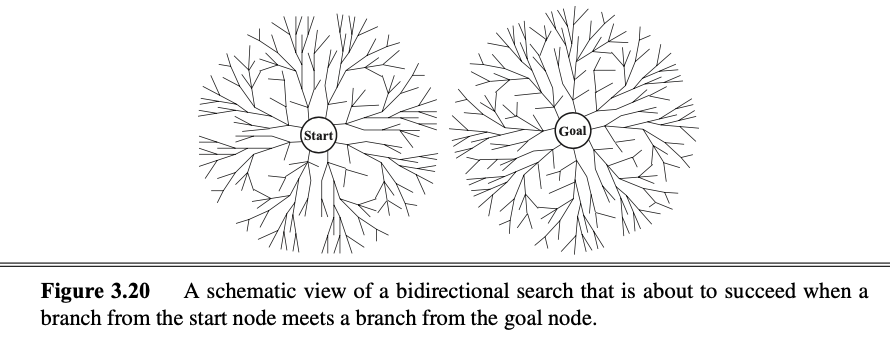 Start
Goal
Figure 3.20 A schematic view of a bidirectional search that is about to succeed when a
branch from the start node meets a branch from the goal node.